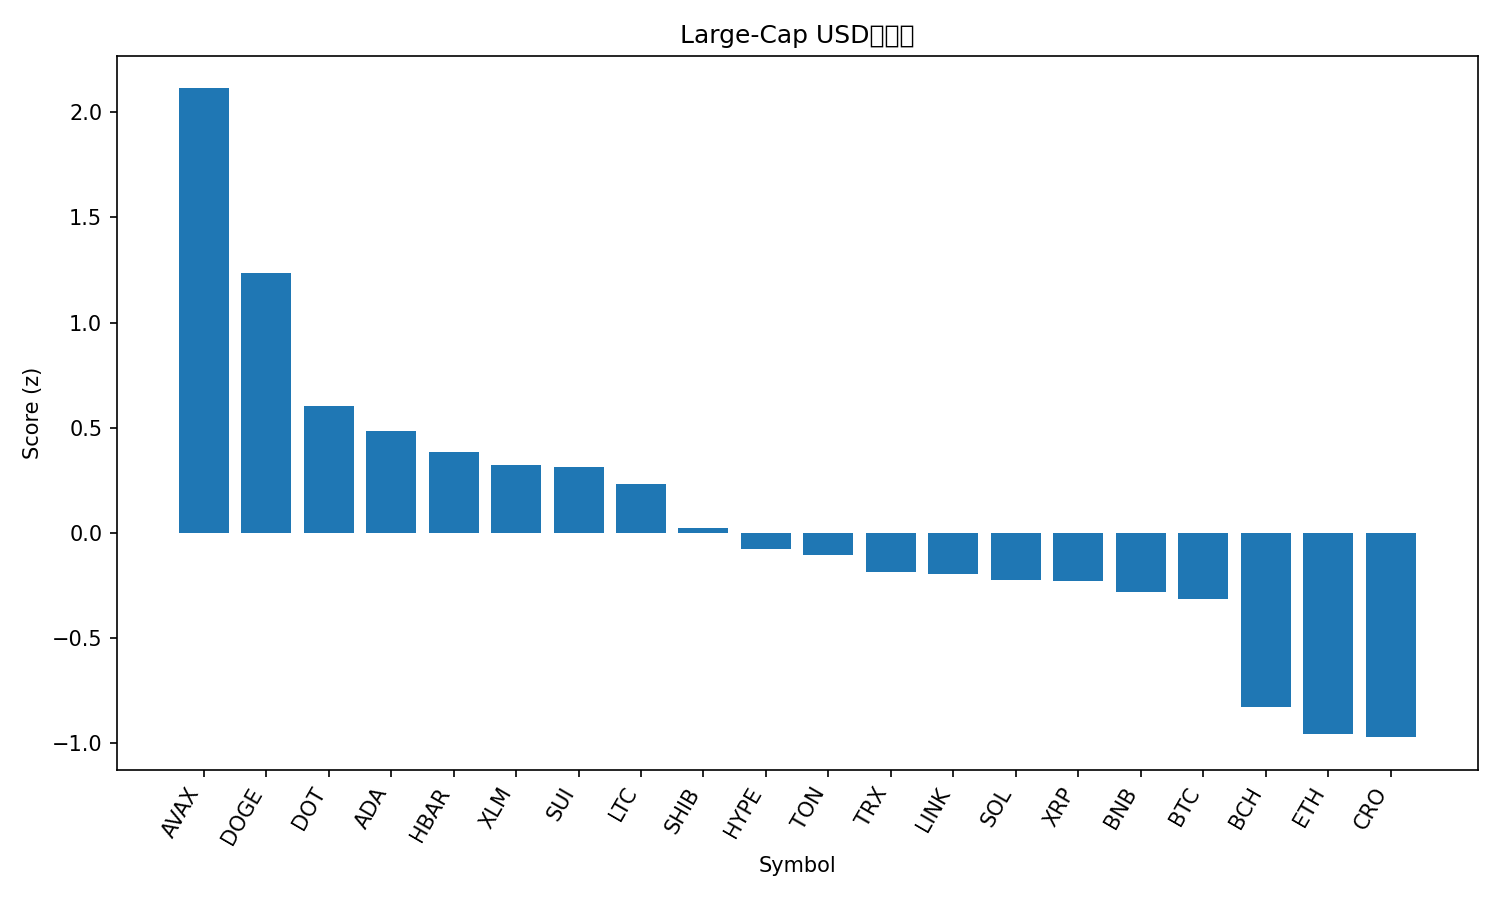 Large-Cap USD
2.0
1.5
1.0
0.5
0.0
−0.5
−1.0
Score (z)
AVAX
DOGE
DOT
ADA
HBAR
XLM
SUI
LTC
SHIB
HYPE
TON
TRX
LINK
SOL
XRP
BNB
BTC
BCH
ETH
CRO
Symbol